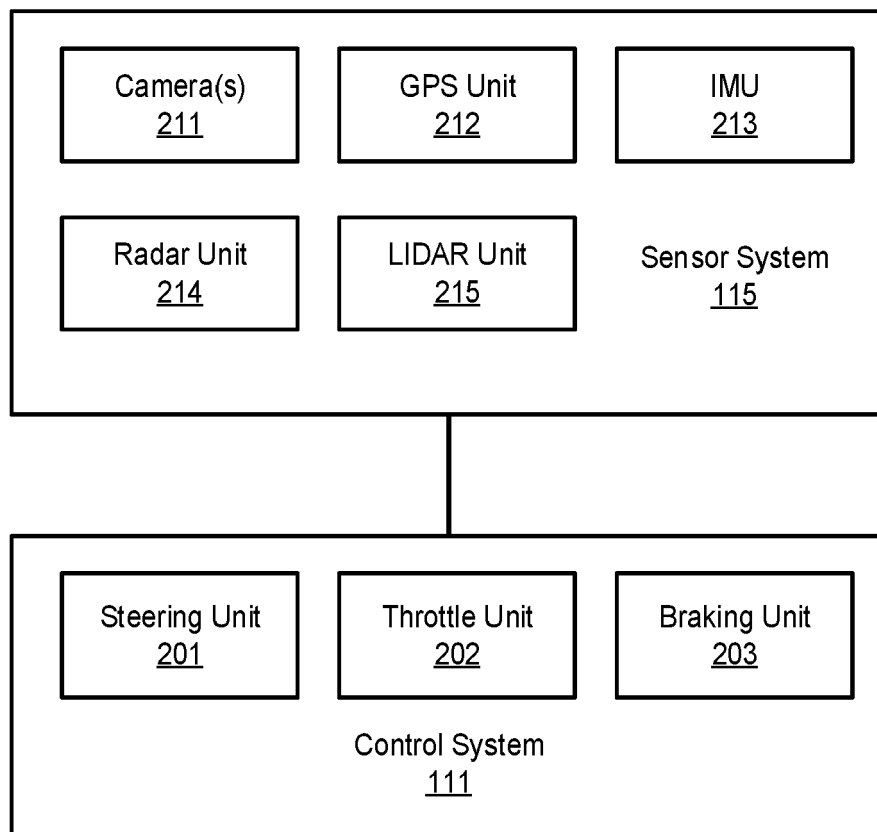 Camera(s)
211
GPS Unit
212
IMU
213
Radar Unit
214
LIDAR Unit
215
Sensor System
115
Steering Unit
201
Throttle Unit
202
Braking Unit
203
Control System
111